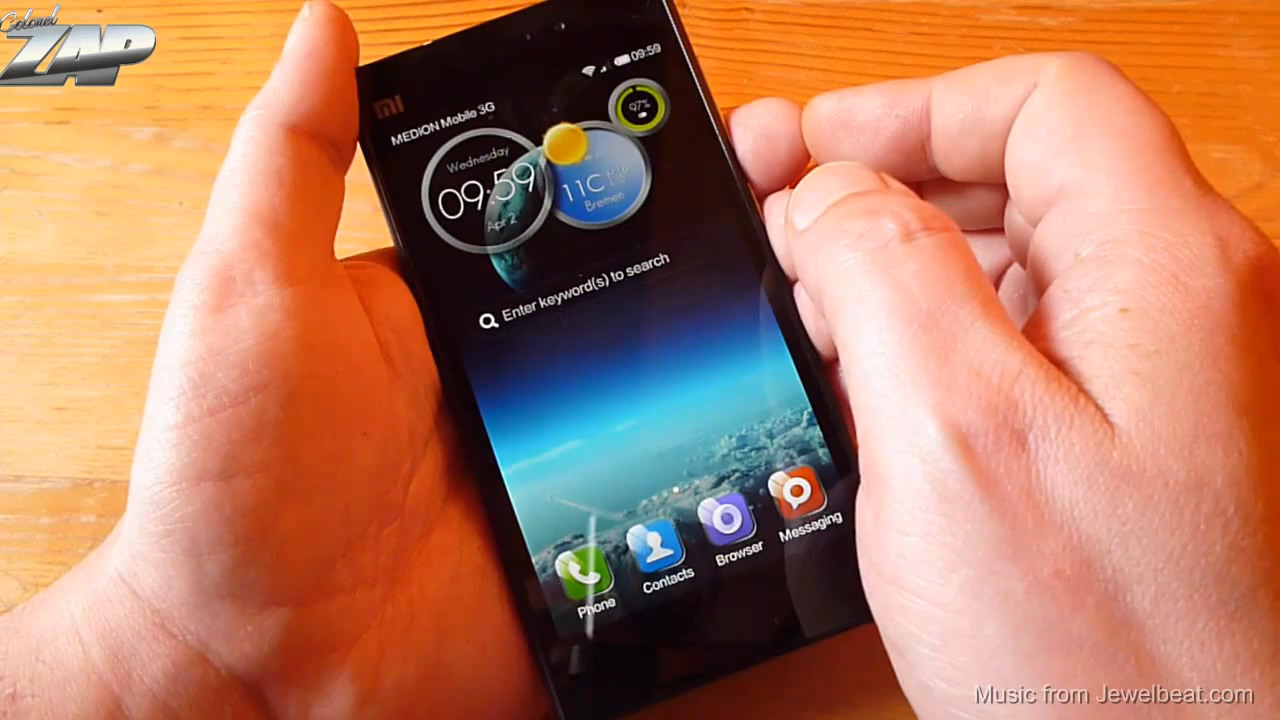 Colonel
ZAP
mi
09:59
MEDION Mobile 3G
97%
Wednesday
09:59
Apr 2
11C
Bremen
Enter keyword(s) to search
Phone
Contacts
Browser
Messaging
Music from Jewelbeat.com